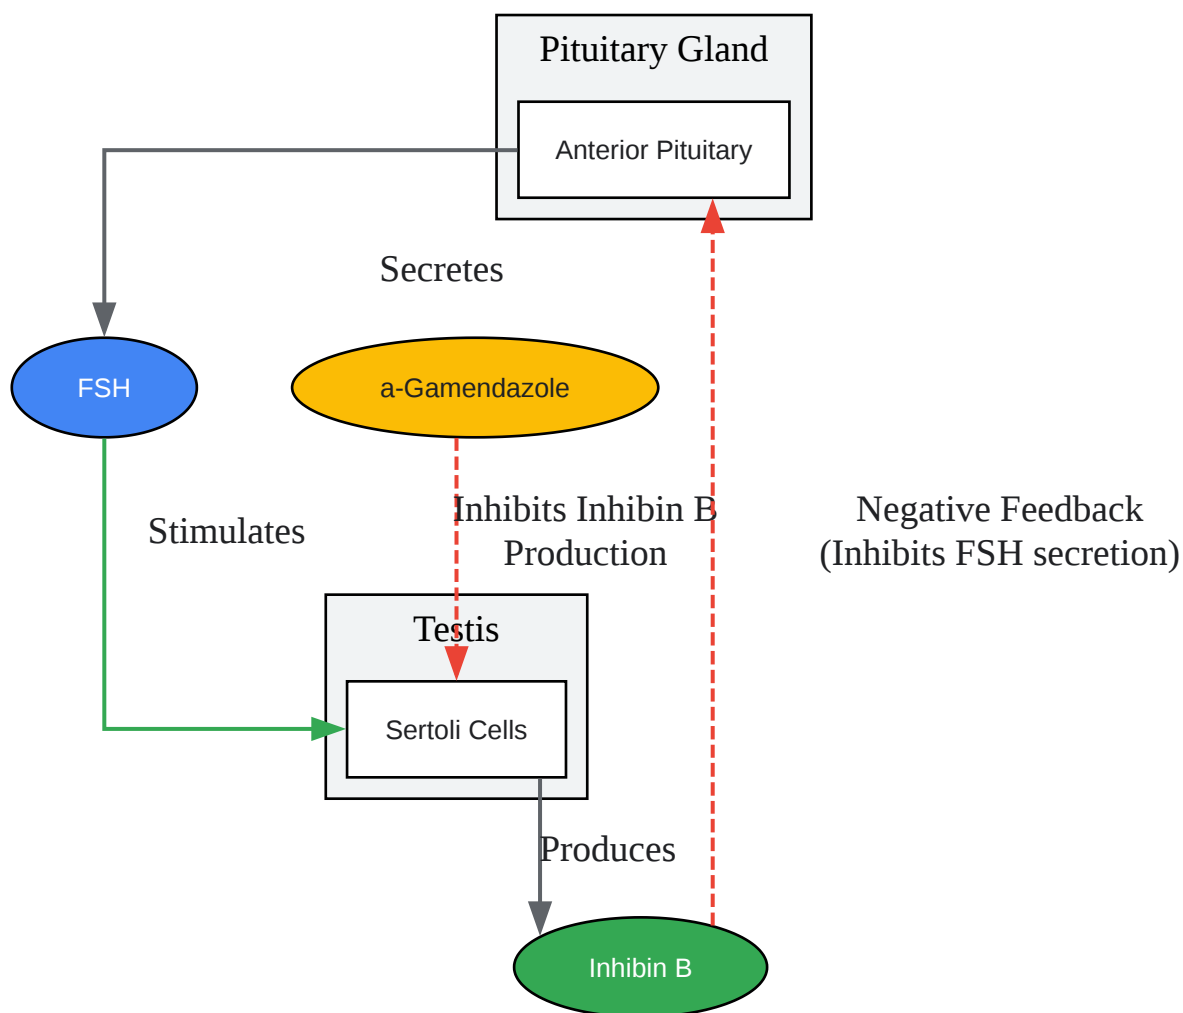 Pituitary Gland
Anterior Pituitary
Secretes
FSH
a-Gamendazole
Stimulates
Inhibits Inhibin B
Production
Negative Feedback
(Inhibits FSH secretion)
Testis
Sertoli Cells
Produces
Inhibin B